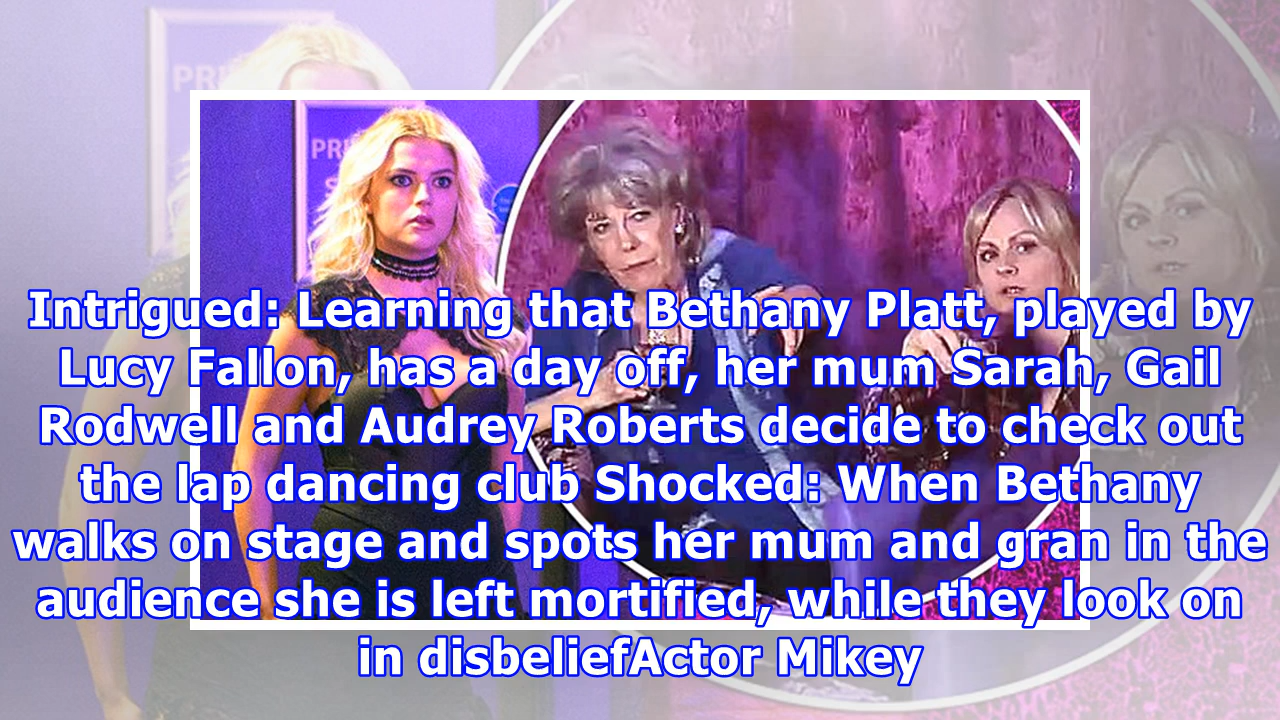 PRI
PRI
S
Intrigued: Learning that Bethany Platt, played by
Lucy Fallon, has a day off, her mum Sarah, Gail
Rodwell and Audrey Roberts decide to check out
the lap dancing club Shocked: When Bethany
walks on stage and spots her mum and gran in the
audience she is left mortified, while they look on
in disbeliefActor Mikey